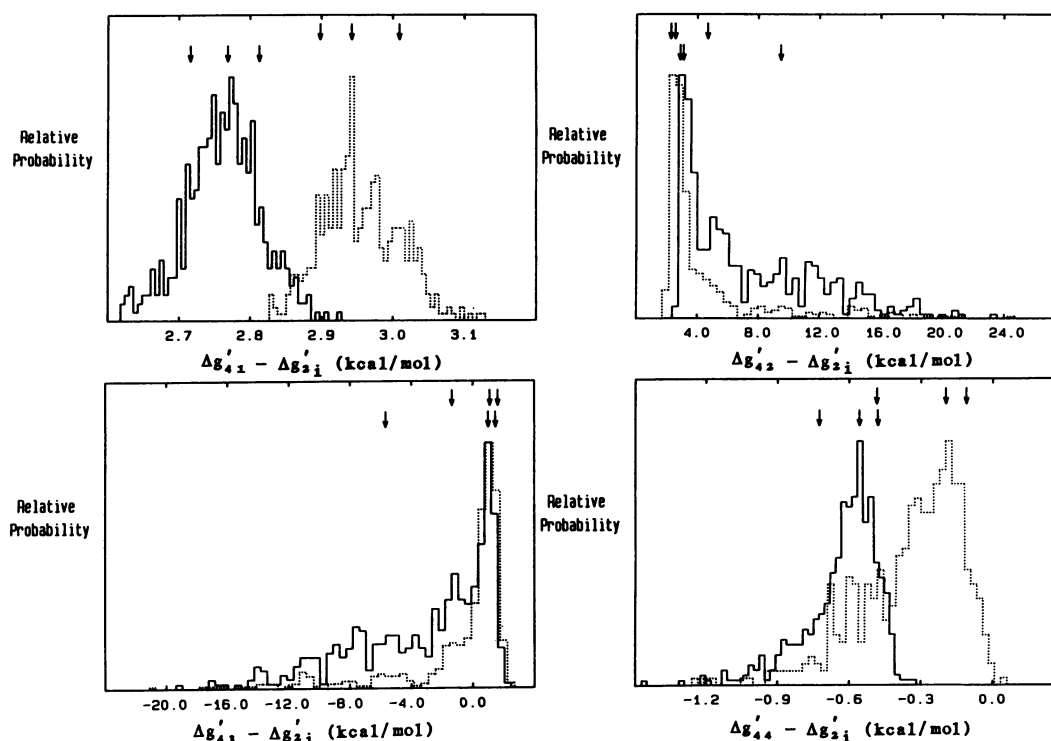 Relative
Probability
2.7 2.8 2.9 3.0 3.1
Δg′₄₁ − Δg′₂ᵢ (kcal/mol)
Relative
Probability
4.0 8.0 12.0 16.0 20.0 24.0
Δg′₄₂ − Δg′₂ᵢ (kcal/mol)
Relative
Probability
-20.0 -16.0 -12.0 -8.0 -4.0 0.0
Δg′₄₃ − Δg′₂ᵢ (kcal/mol)
Relative
Probability
-1.2 -0.9 -0.6 -0.3 0.0
Δg′₄₄ − Δg′₂ᵢ (kcal/mol)